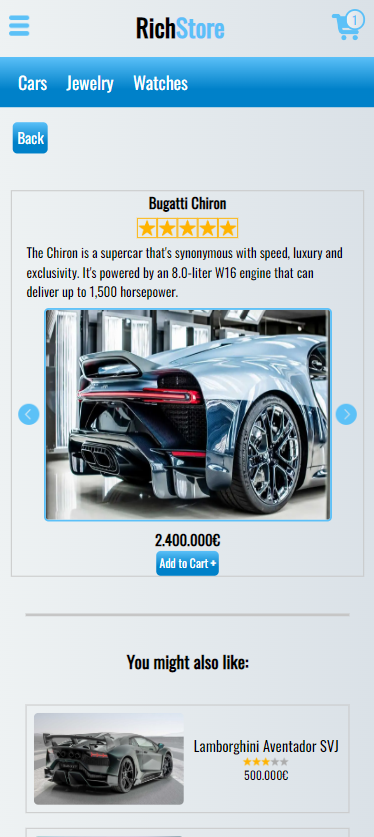 RichStore
1
Cars Jewelry Watches
Back
Bugatti Chiron
The Chiron is a supercar that's synonymous with speed, luxury and
exclusivity. It's powered by an 8.0-liter W16 engine that can
deliver up to 1,500 horsepower.
2.400.000€
Add to Cart +
You might also like:
Lamborghini Aventador SVJ
500.000€